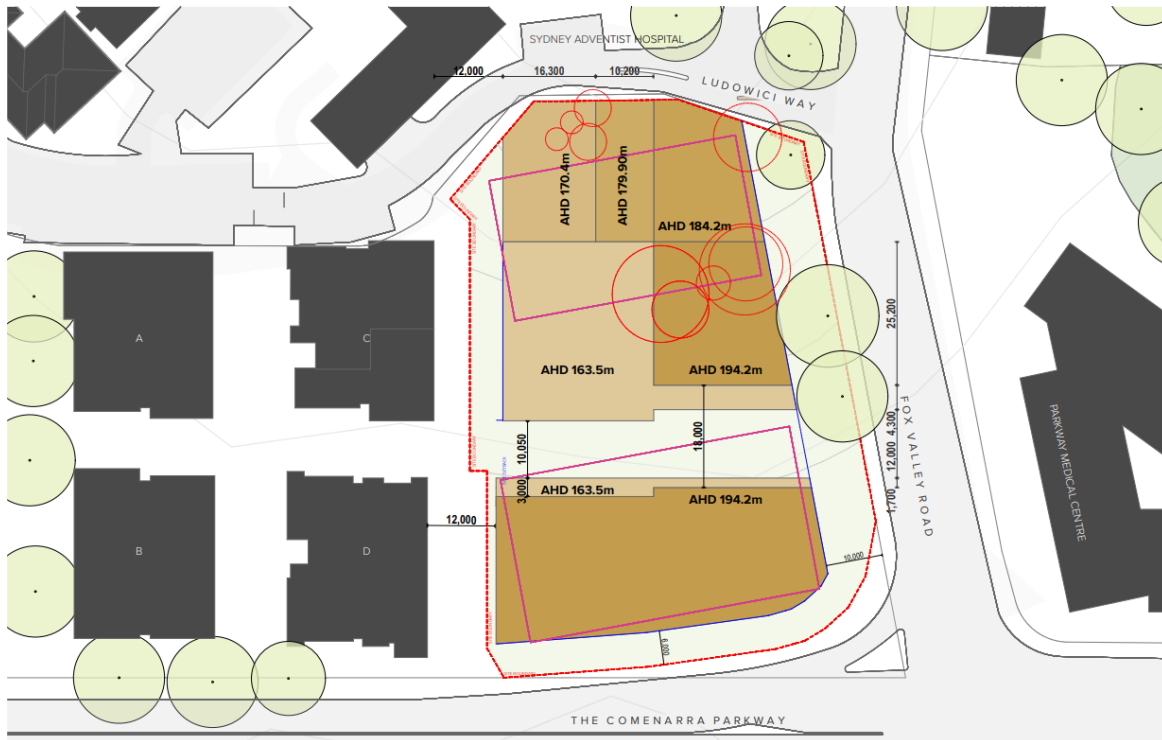 SYDNEY ADVENTIST HOSPITAL
12,000
16,300
10,200
LUDOWICI WAY
AHD 170.4m
AHD 179.90m
AHD 184.2m
25,200
A
C
AHD 163.5m
AHD 194.2m
FOX VALLEY ROAD
4,300
10,050
18,000
12,000
PARKWAY MEDICAL CENTRE
3,000
AHD 163.5m
AHD 194.2m
1,700
12,000
B
D
10,000
6,000
THE COMENARRA PARKWAY